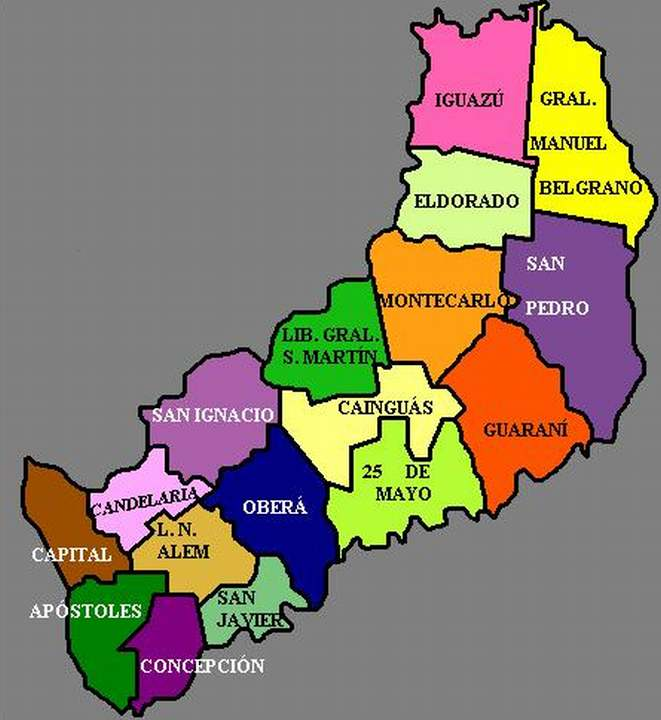 IGUAZÚ
GRAL.
MANUEL
BELGRANO
ELDORADO
SAN
PEDRO
MONTECARLO
LIB. GRAL.
S. MARTÍN
CAINGUÁS
SAN IGNACIO
GUARANÍ
25 DE
MAYO
CANDELARIA
OBERÁ
L. N.
ALEM
CAPITAL
SAN
JAVIER
APÓSTOLES
CONCEPCIÓN